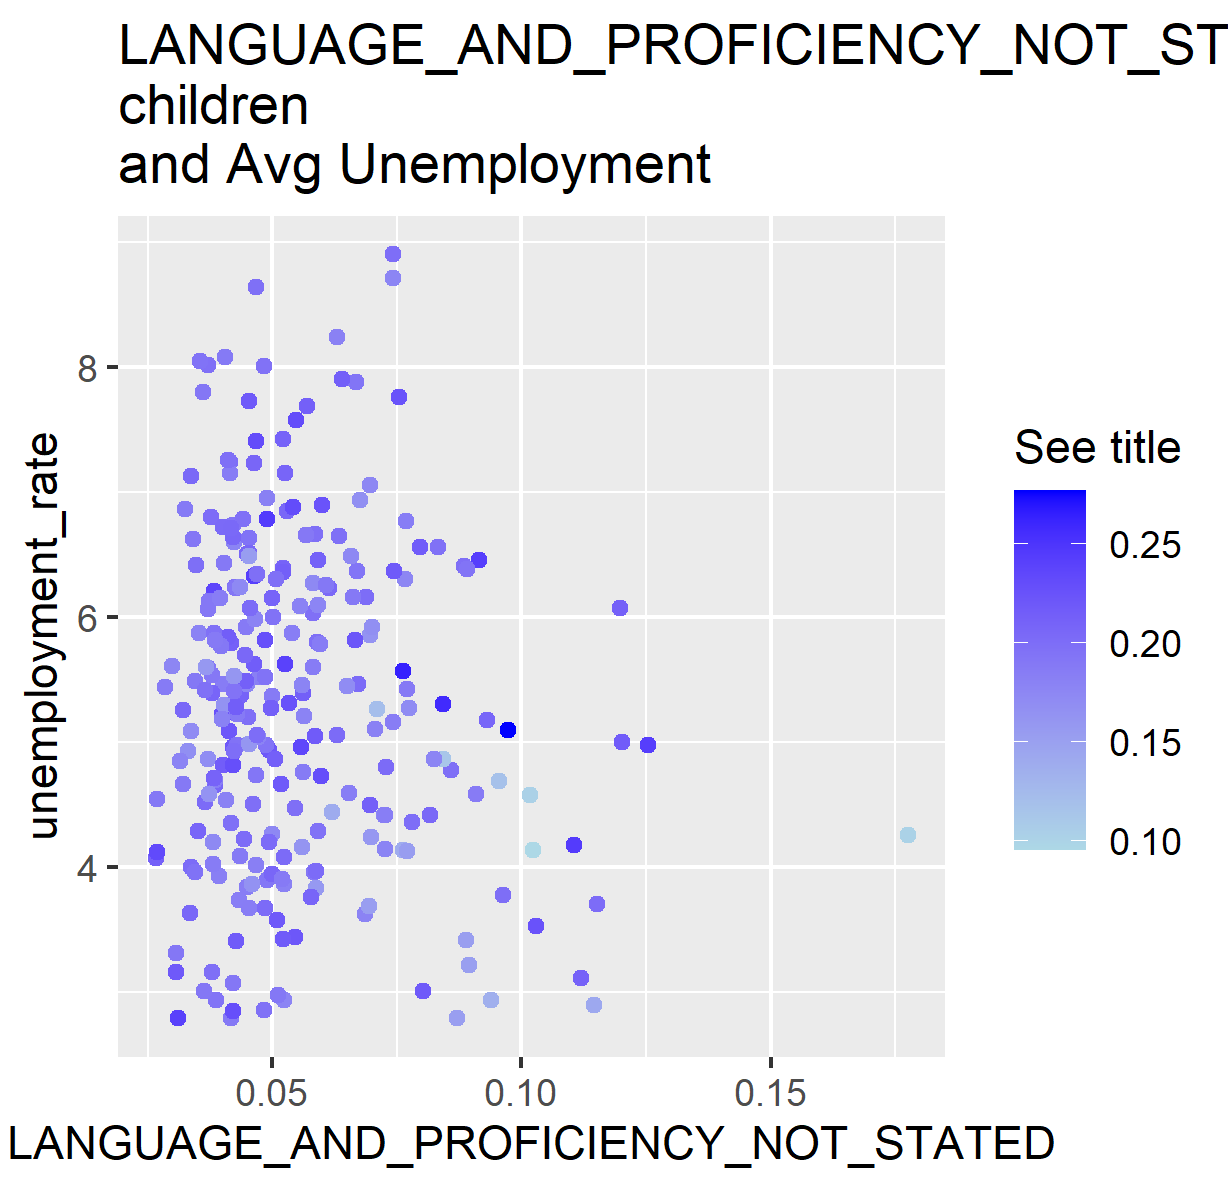 LANGUAGE_AND_PROFICIENCY_NOT_ST
children
and Avg Unemployment
unemployment_rate
8
6
4
0.05
0.10
0.15
LANGUAGE_AND_PROFICIENCY_NOT_STATED
See title
0.25
0.20
0.15
0.10